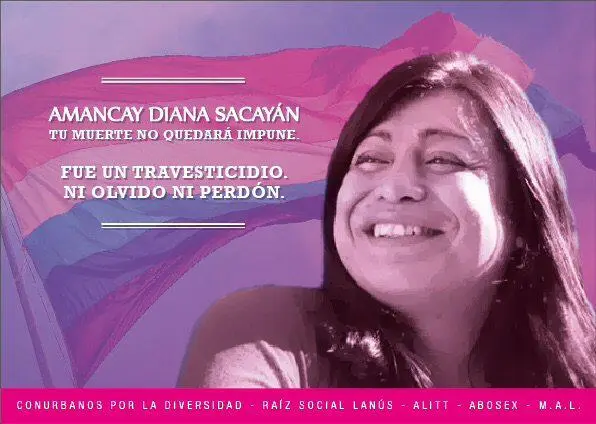 AMANCAY DIANA SACAYÁN
TU MUERTE NO QUEDARÁ IMPUNE.
FUE UN TRAVESTICIDIO.
NI OLVIDO NI PERDÓN.
CONURBANOS POR LA DIVERSIDAD - RAÍZ SOCIAL LANÚS - ALITT - ABOSEX - M.A.L.